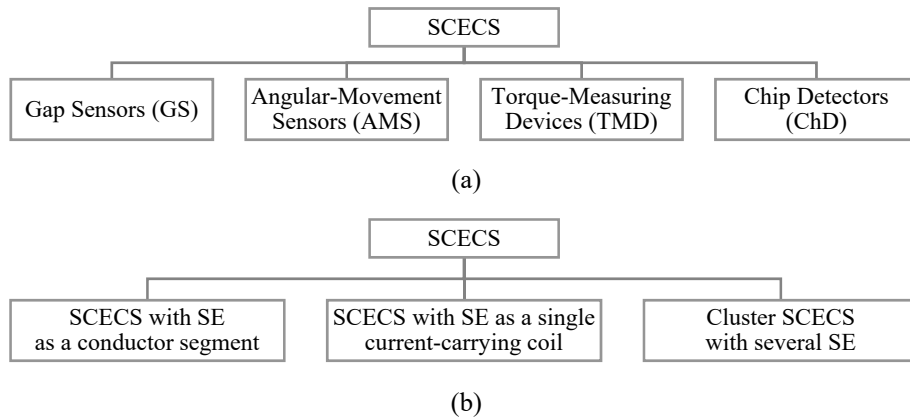 SCECS
Gap Sensors (GS)
Angular-Movement
Sensors (AMS)
Torque-Measuring
Devices (TMD)
Chip Detectors
(ChD)
(a)
SCECS
SCECS with SE
as a conductor segment
SCECS with SE as a single
current-carrying coil
Cluster SCECS
with several SE
(b)